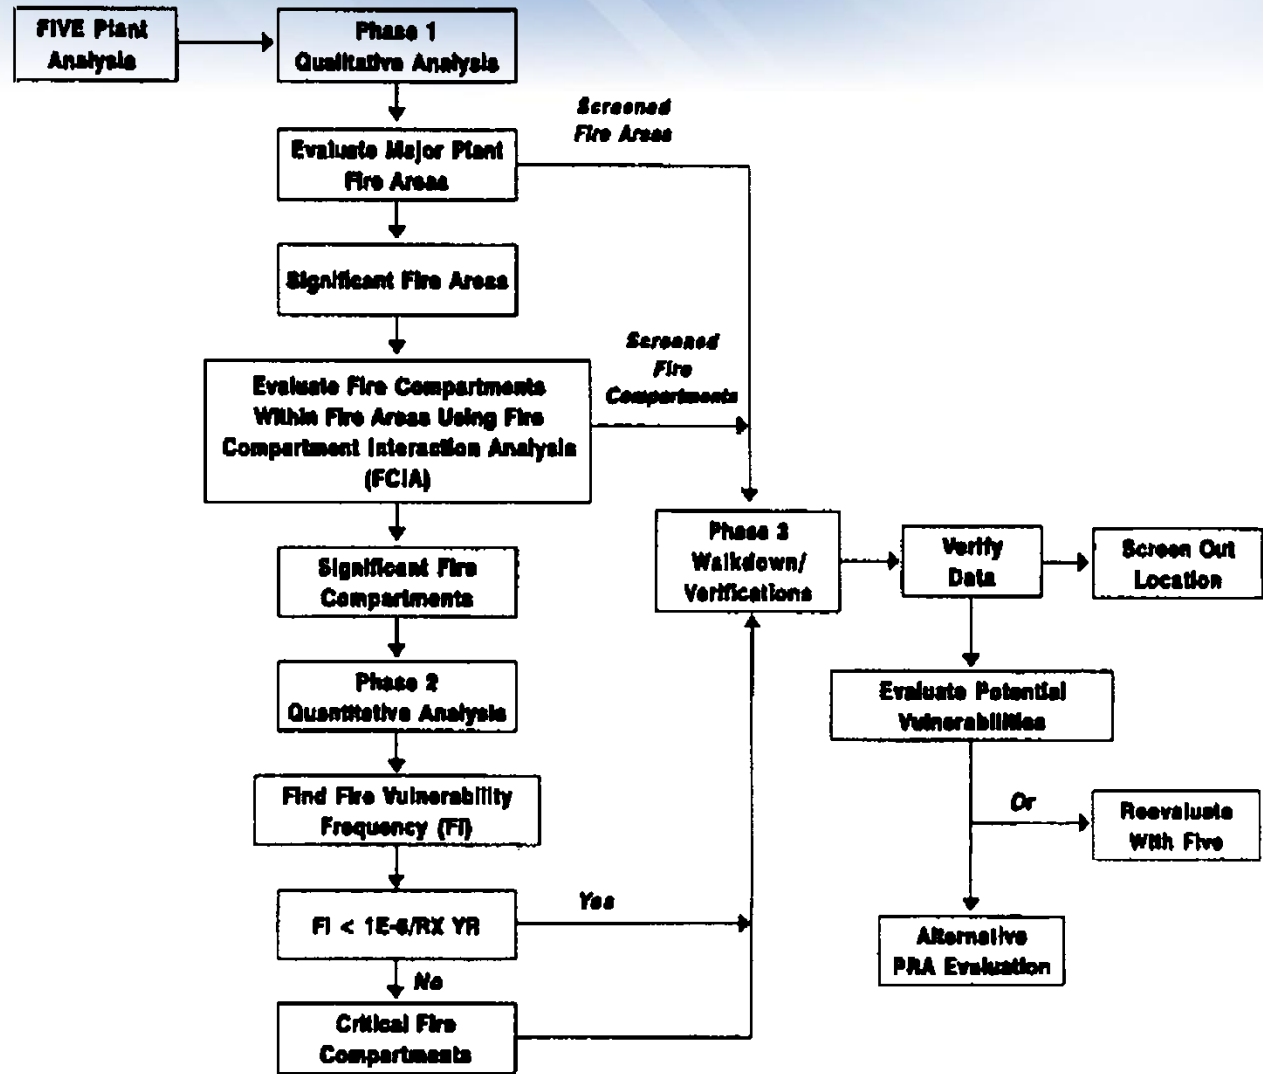 FIVE Plant
Analysis
Phase 1
Qualitative Analysis
Screened
Fire Areas
Evaluate Major Plant
Fire Areas
Significant Fire Areas
Screened
Fire
Compartments
Evaluate Fire Compartments
Within Fire Areas Using Fire
Compartment Interaction Analysis
(FCIA)
Phase 3
Walkdown/
Verifications
Verify
Data
Screen Out
Location
Significant Fire
Compartments
Phase 2
Quantitative Analysis
Evaluate Potential
Vulnerabilities
Find Fire Vulnerability
Frequency (FI)
Or
Reevaluate
With Five
FI < 1E-6/RX YR
Yes
No
Alternative
PRA Evaluation
Critical Fire
Compartments